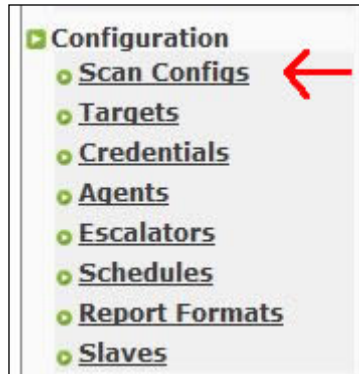 Configuration
Scan Configs
Targets
Credentials
Agents
Escalators
Schedules
Report Formats
Slaves